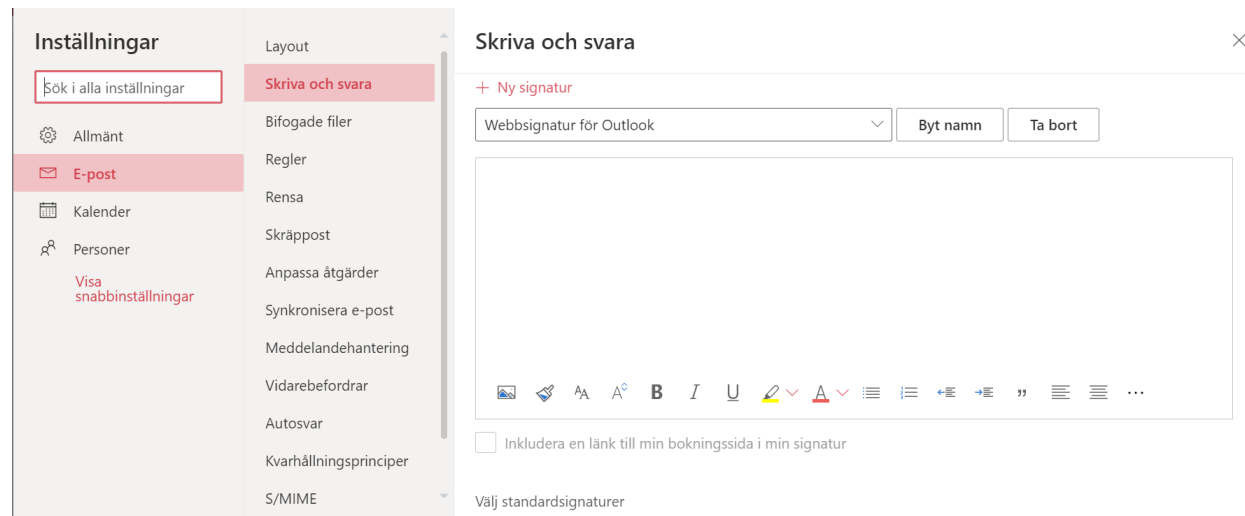 Inställningar
Sök i alla inställningar
Allmänt
E-post
Kalender
Personer
Visa
snabbinställningar
Layout
Skriva och svara
Bifogade filer
Regler
Rensa
Skräppost
Anpassa åtgärder
Synkronisera e-post
Meddelandehantering
Vidarebefordrar
Autosvar
Kvarhållningsprinciper
S/MIME
Skriva och svara
+ Ny signatur
Webbsignatur för Outlook
Byt namn
Ta bort
Inkludera en länk till min bokningssida i min signatur
Välj standardsignaturer